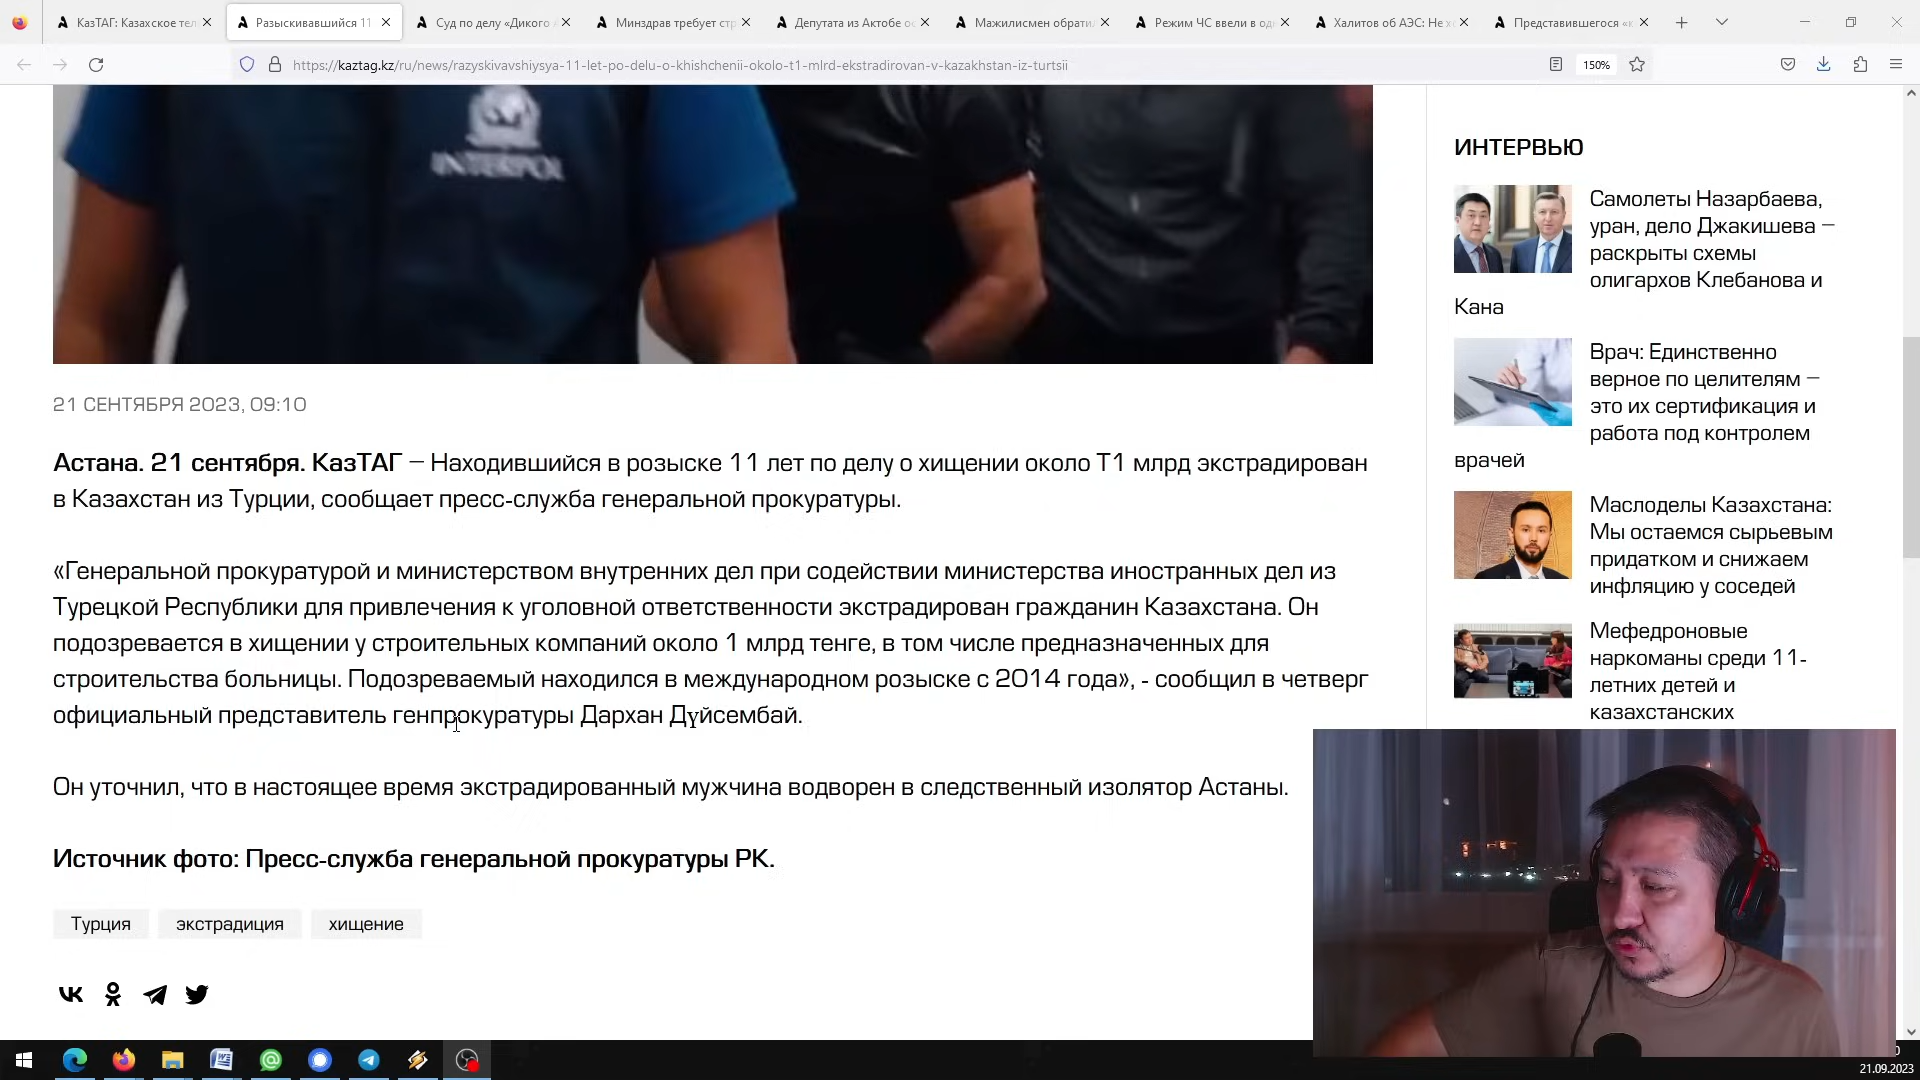 КазТАГ: Казахское тел
Разыскивавшийся 11
Суд по делу «Дикого
Минздрав требует стр
Депутата из Актобе о
Мажилисмен обрати
Режим ЧС ввели в од
Халитов об АЭС: Не х
Представившегося «к
https://kaztag.kz/ru/news/razyskivavshiysya-11-let-po-delu-o-khishchenii-okolo-t1-mlrd-ekstradirovan-v-kazakhstan-iz-turtsii
150%
INTERPOL
21 СЕНТЯБРЯ 2023, 09:10
Астана. 21 сентября. КазТАГ – Находившийся в розыске 11 лет по делу о хищении около Т1 млрд экстрадирован
в Казахстан из Турции, сообщает пресс-служба генеральной прокуратуры.
«Генеральной прокуратурой и министерством внутренних дел при содействии министерства иностранных дел из
Турецкой Республики для привлечения к уголовной ответственности экстрадирован гражданин Казахстана. Он
подозревается в хищении у строительных компаний около 1 млрд тенге, в том числе предназначенных для
строительства больницы. Подозреваемый находился в международном розыске с 2014 года», - сообщил в четверг
официальный представитель генпрокуратуры Дархан Дүйсембай.
Он уточнил, что в настоящее время экстрадированный мужчина водворен в следственный изолятор Астаны.
Источник фото: Пресс-служба генеральной прокуратуры РК.
Турция
экстрадиция
хищение
ИНТЕРВЬЮ
Самолеты Назарбаева,
уран, дело Джакишева –
раскрыты схемы
олигархов Клебанова и
Кана
Врач: Единственно
верное по целителям –
это их сертификация и
работа под контролем
врачей
Маслоделы Казахстана:
Мы остаемся сырьевым
придатком и снижаем
инфляцию у соседей
Мефедроновые
наркоманы среди 11-
летних детей и
казахстанских
21.09.2023